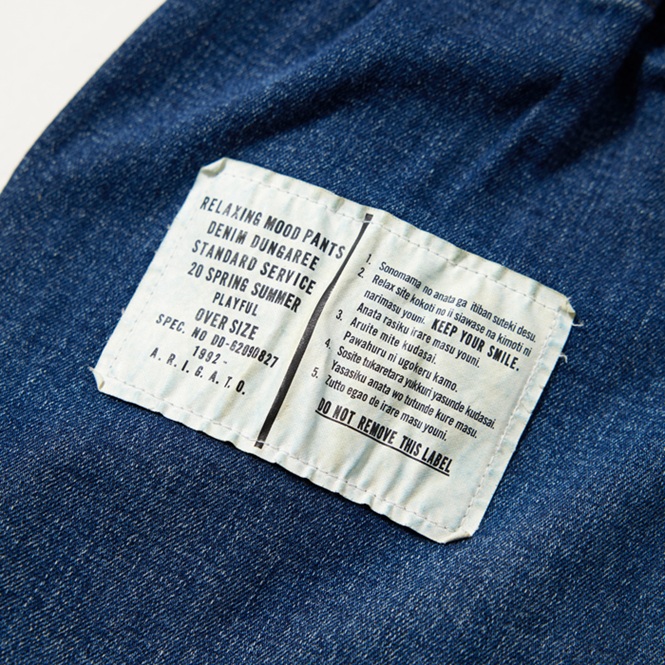 RELAXING MOOD PANTS
DENIM DUNGAREE
STANDARD SERVICE
20 SPRING SUMMER
PLAYFUL
OVER SIZE
SPEC. NO DD-62090827
1992~
A.R.I.G.A.T.O.
1. Sonomama no anata ga itiban suteki desu.
2. Relax site kokoti no ii siawase na kimoti ni
narimasu youni. KEEP YOUR SMILE.
3. Anata rasiku irare masu youni.
Aruite mite kudasai.
4. Pawahuru ni ugokeru kamo.
Sosite tukaretara yukkuri yasunde kudasai.
5. Yasasiku anata wo tutunde kure masu.
Zutto egao de irare masu youni.
DO NOT REMOVE THIS LABEL